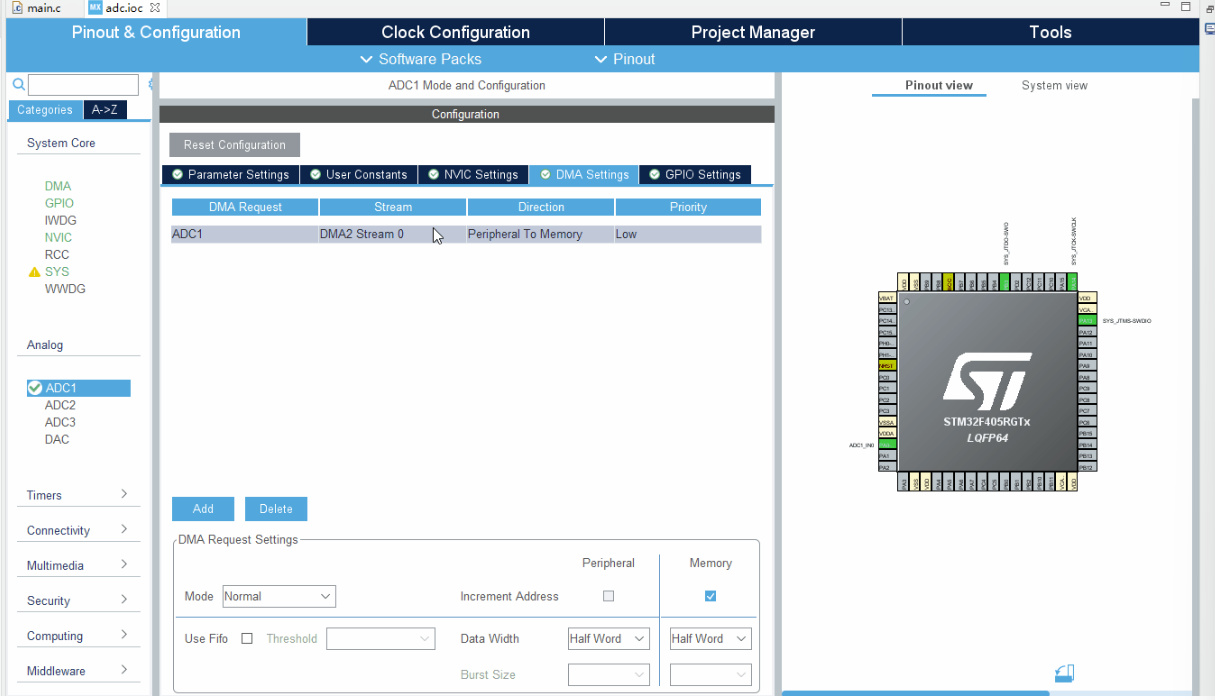 main.c
MX adc.ioc
Pinout & Configuration
Clock Configuration
Project Manager
Tools
Software Packs
Pinout
Categories
A->Z
System Core
DMA
GPIO
IWDG
NVIC
RCC
SYS
WWDG
Analog
ADC1
ADC2
ADC3
DAC
Timers
Connectivity
Multimedia
Security
Computing
Middleware
ADC1 Mode and Configuration
Configuration
Reset Configuration
Parameter Settings
User Constants
NVIC Settings
DMA Settings
GPIO Settings
DMA Request Stream Direction Priority
ADC1 DMA2 Stream 0 Peripheral To Memory Low
Add
Delete
DMA Request Settings
Peripheral Memory
Mode Normal
Increment Address
Use Fifo Threshold
Data Width Half Word Half Word
Burst Size
Pinout view
System view
SYS_JTDO-SWO
SYS_JTCK-SWCLK
SYS_JTMS-SWDIO
ADC1_IN0
VBAT
PC13..
PC14..
PC15..
PH0-..
PH1-..
NRST
PC0
PC1
PC2
PC3
VSSA
VDDA
PA1
PA2
VDD
VCA..
PA12
PA11
PA10
PA9
PA8
PC9
PC8
PC7
PC6
PB15
PB14
PB13
PB12
ST
STM32F405RGTx
LQFP64